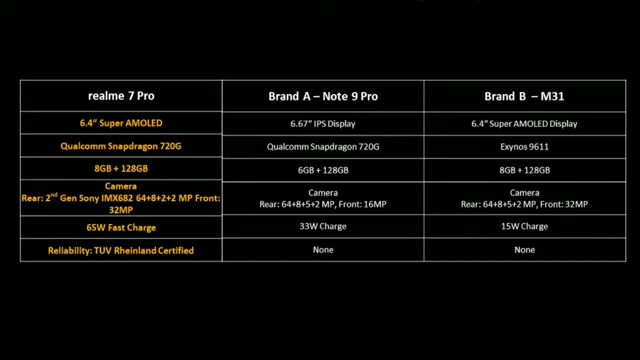 realme 7 Pro
Brand A – Note 9 Pro
Brand B – M31
6.4“ Super AMOLED
6.67“ IPS Display
6.4“ Super AMOLED Display
Qualcomm Snapdragon 720G
Qualcomm Snapdragon 720G
Exynos 9611
8GB + 128GB
6GB + 128GB
8GB + 128GB
Camera
Rear: 2nd Gen Sony IMX682 64+8+2+2 MP Front:
32MP
Camera
Rear: 64+8+5+2 MP, Front: 16MP
Camera
Rear: 64+8+5+2 MP, Front: 32MP
65W Fast Charge
33W Charge
15W Charge
Reliability: TUV Rheinland Certified
None
None